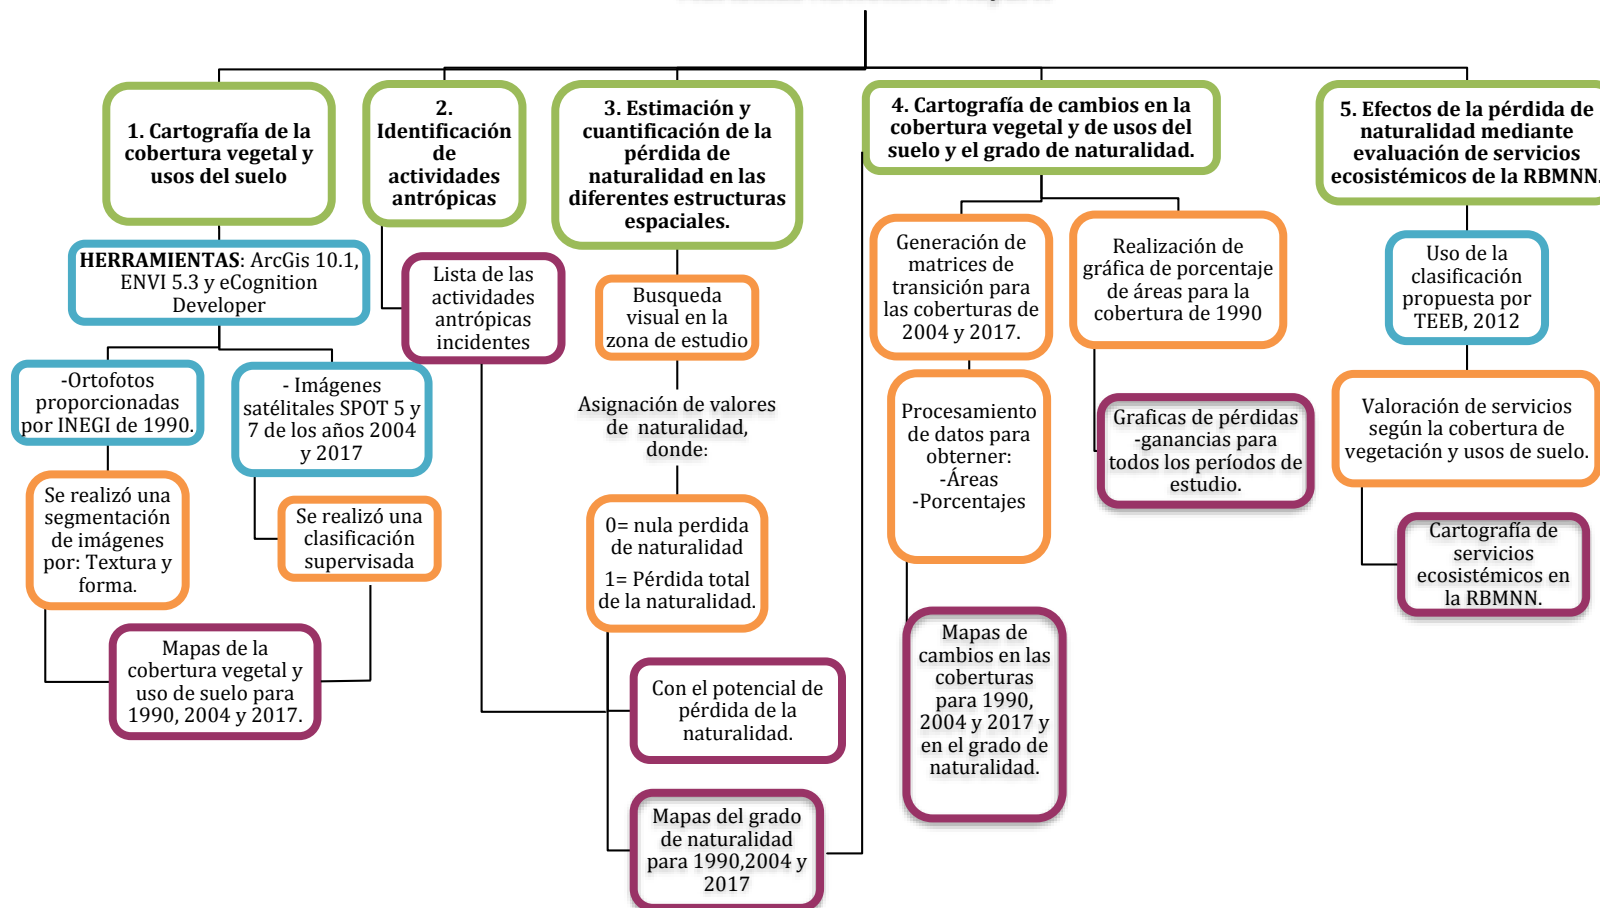 1. Cartografía de la
cobertura vegetal y
usos del suelo
2.
Identificación
de
actividades
antrópicas
3. Estimación y
cuantificación de la
pérdida de
naturalidad en las
diferentes estructuras
espaciales.
4. Cartografía de cambios en la
cobertura vegetal y de usos del
suelo y el grado de naturalidad.
5. Efectos de la pérdida de
naturalidad mediante
evaluación de servicios
ecosistémicos de la RBMNN.
HERRAMIENTAS: ArcGis 10.1,
ENVI 5.3 y eCognition
Developer
-Ortofotos
proporcionadas
por INEGI de 1990.
- Imágenes
satélitales SPOT 5 y
7 de los años 2004
y 2017
Se realizó una
segmentación
de imágenes
por: Textura y
forma.
Se realizó una
clasificación
supervisada
Mapas de la
cobertura vegetal y
uso de suelo para
1990, 2004 y 2017.
Lista de las
actividades
antrópicas
incidentes
Busqueda
visual en la
zona de estudio
Asignación de valores
de naturalidad,
donde:
0= nula perdida
de naturalidad
1= Pérdida total
de la naturalidad.
Con el potencial de
pérdida de la
naturalidad.
Mapas del grado
de naturalidad
para 1990,2004 y
2017
Generación de
matrices de
transición para
las coberturas de
2004 y 2017.
Procesamiento
de datos para
obterner:
-Áreas
-Porcentajes
Mapas de
cambios en las
coberturas
para 1990,
2004 y 2017 y
en el grado de
naturalidad.
Realización de
gráfica de porcentaje
de áreas para la
cobertura de 1990
Graficas de pérdidas
-ganancias para
todos los períodos de
estudio.
Uso de la
clasificación
propuesta por
TEEB, 2012
Valoración de servicios
según la cobertura de
vegetación y usos de suelo.
Cartografía de
servicios
ecosistémicos en
la RBMNN.